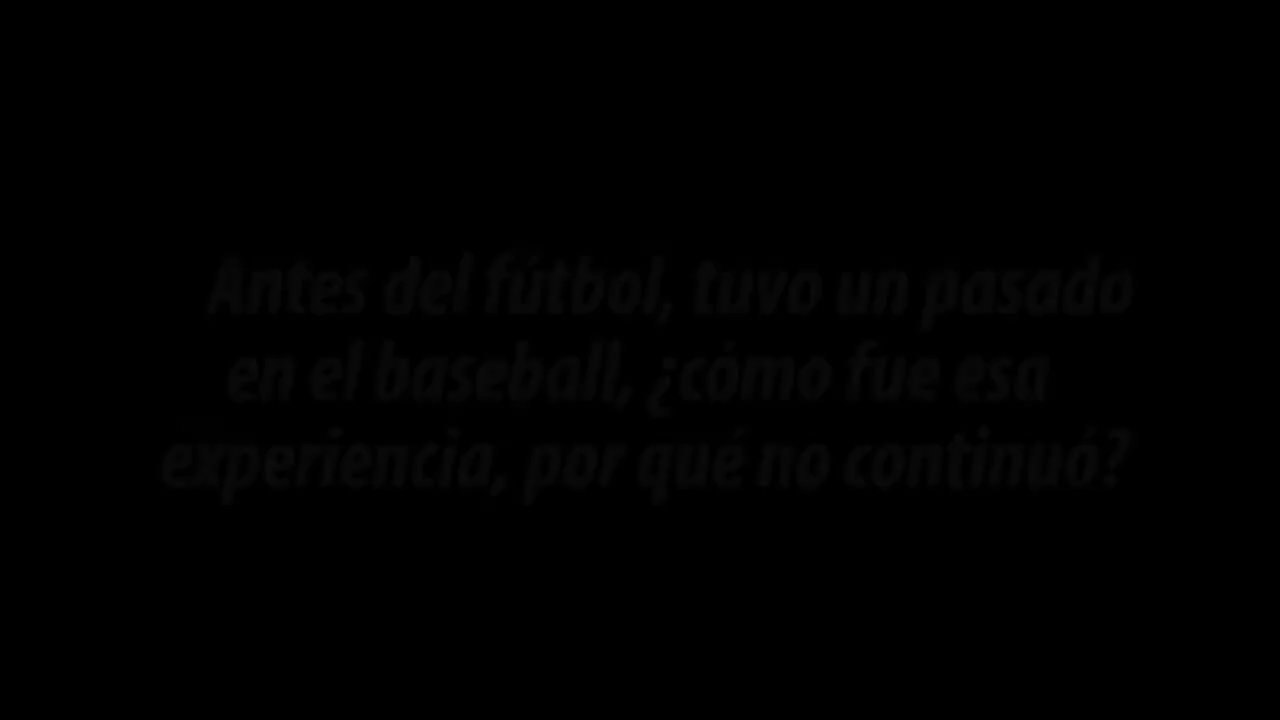 Antes del fútbol, tuvo un pasado
en el baseball, ¿cómo fue esa
experiencia, por qué no continuó?